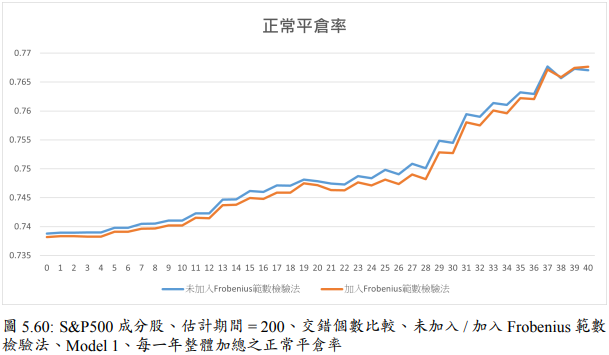 正常平倉率
0.77
0.765
0.76
0.755
0.75
0.745
0.74
0.735
0 1 2 3 4 5 6 7 8 9 10 11 12 13 14 15 16 17 18 19 20 21 22 23 24 25 26 27 28 29 30 31 32 33 34 35 36 37 38 39 40
未加入Frobenius範數檢驗法 加入Frobenius範數檢驗法
圖 5.60: S&P500 成分股、估計期間 = 200、交錯個數比較、未加入 / 加入 Frobenius 範數
檢驗法、Model 1、每一年整體加總之正常平倉率